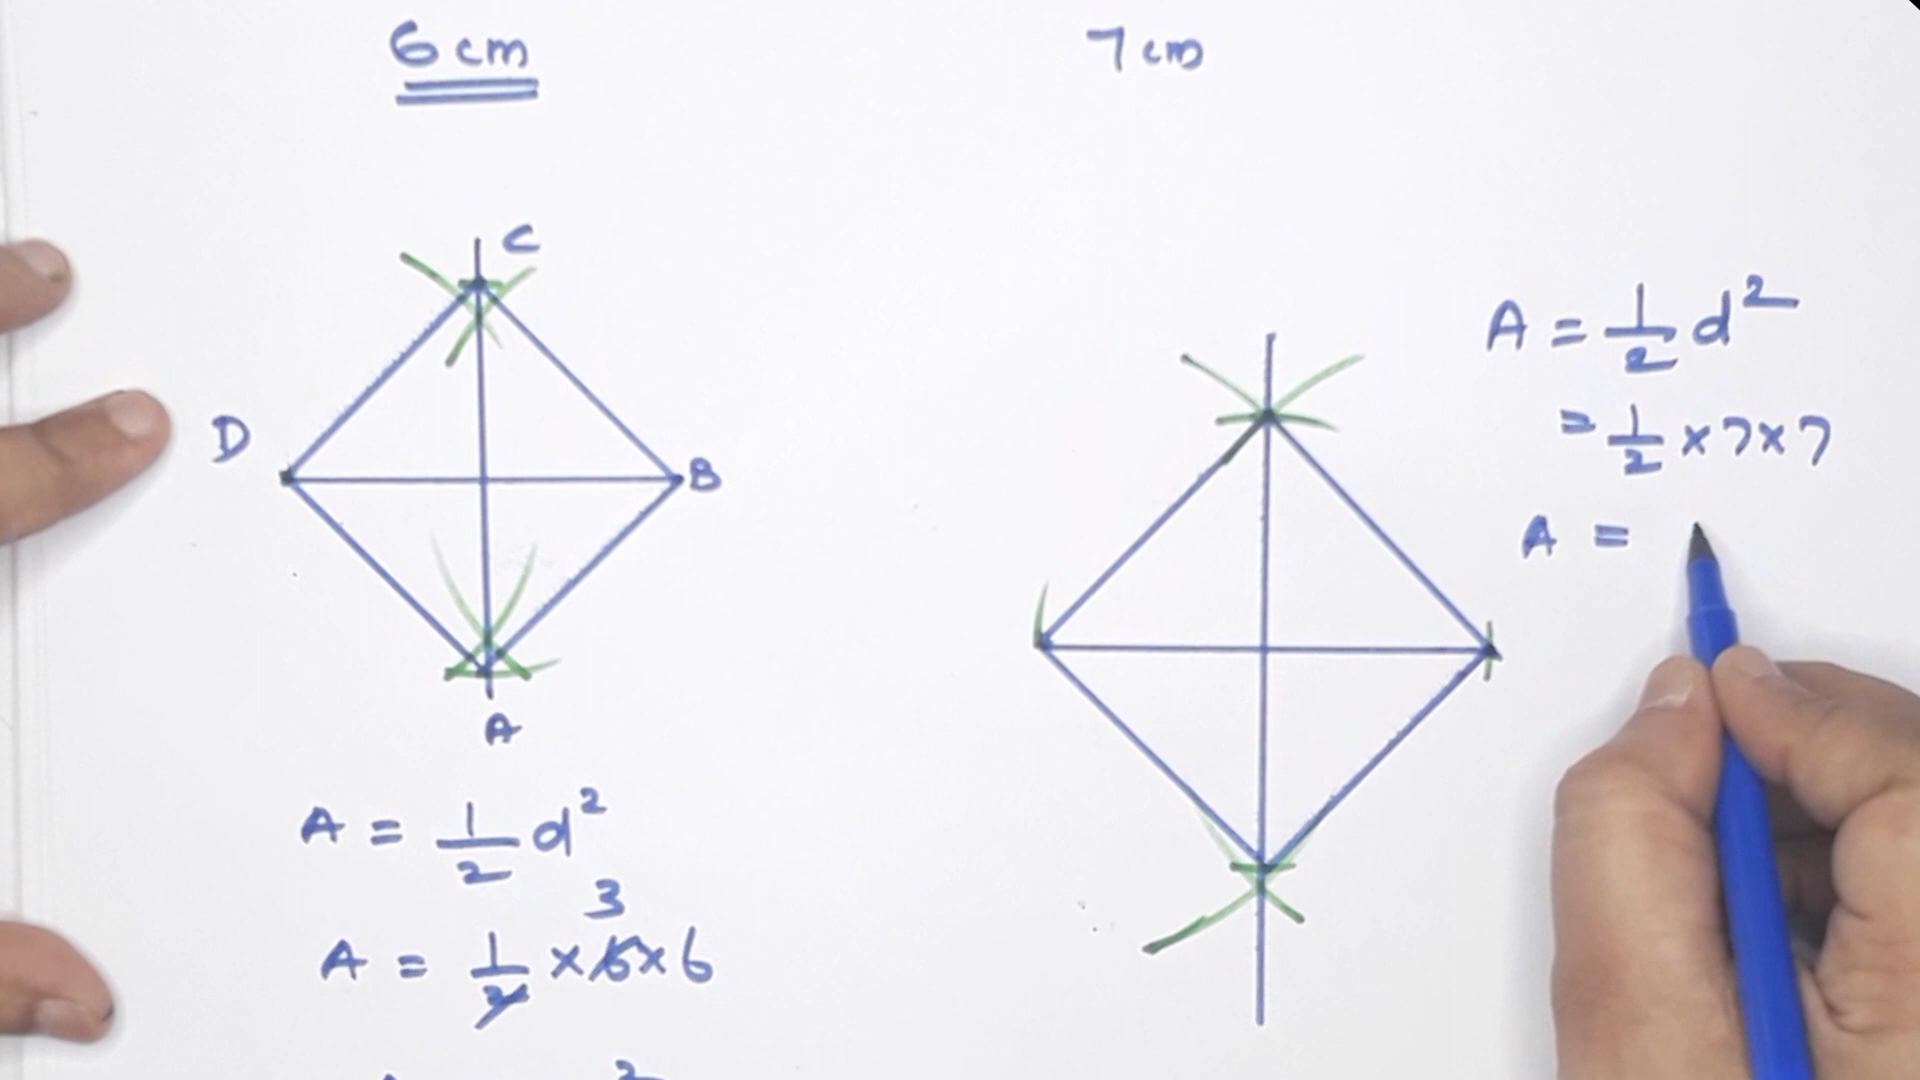 6 cm
C
D
B
A
A = 1/2 d²
3
A = 1/2 × 6 × 6
7 cm
A = 1/2 d²
= 1/2 × 7 × 7
A =